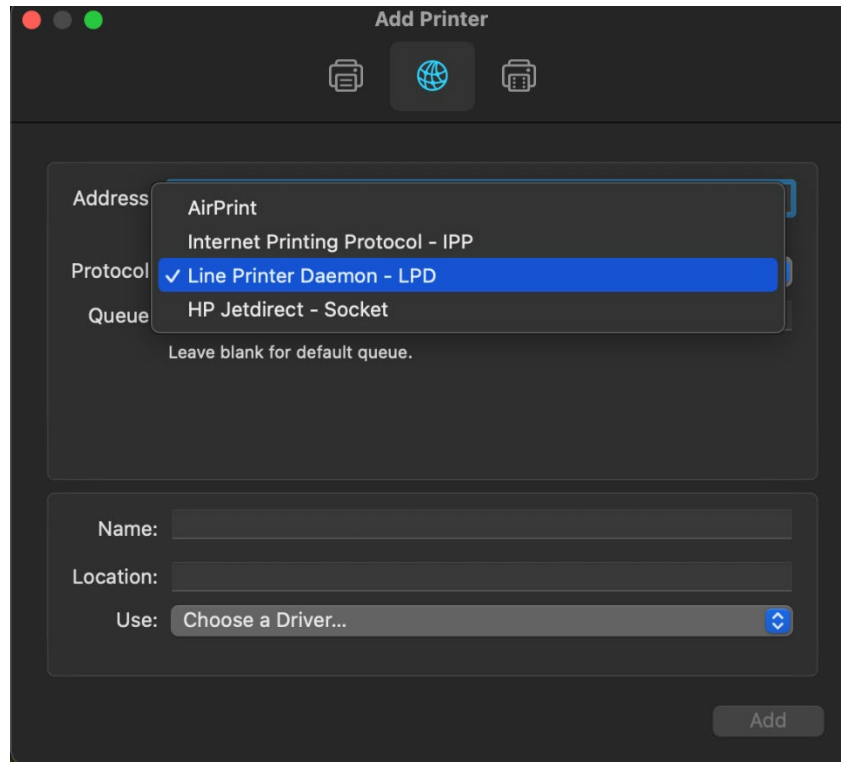 Add Printer
Address
AirPrint
Internet Printing Protocol - IPP
Protocol
✓ Line Printer Daemon - LPD
Queue
HP Jetdirect - Socket
Leave blank for default queue.
Name:
Location:
Use: Choose a Driver...
Add